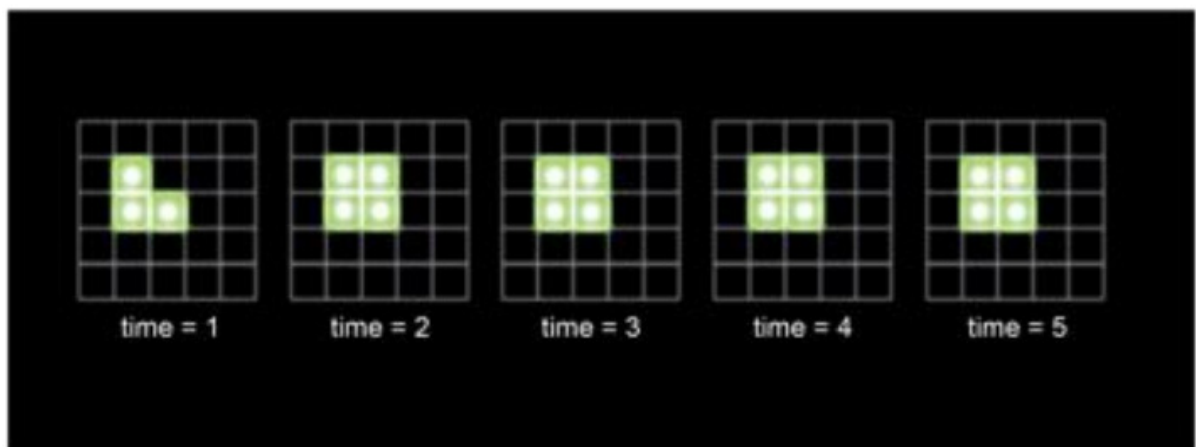 time = 1
time = 2
time = 3
time = 4
time = 5